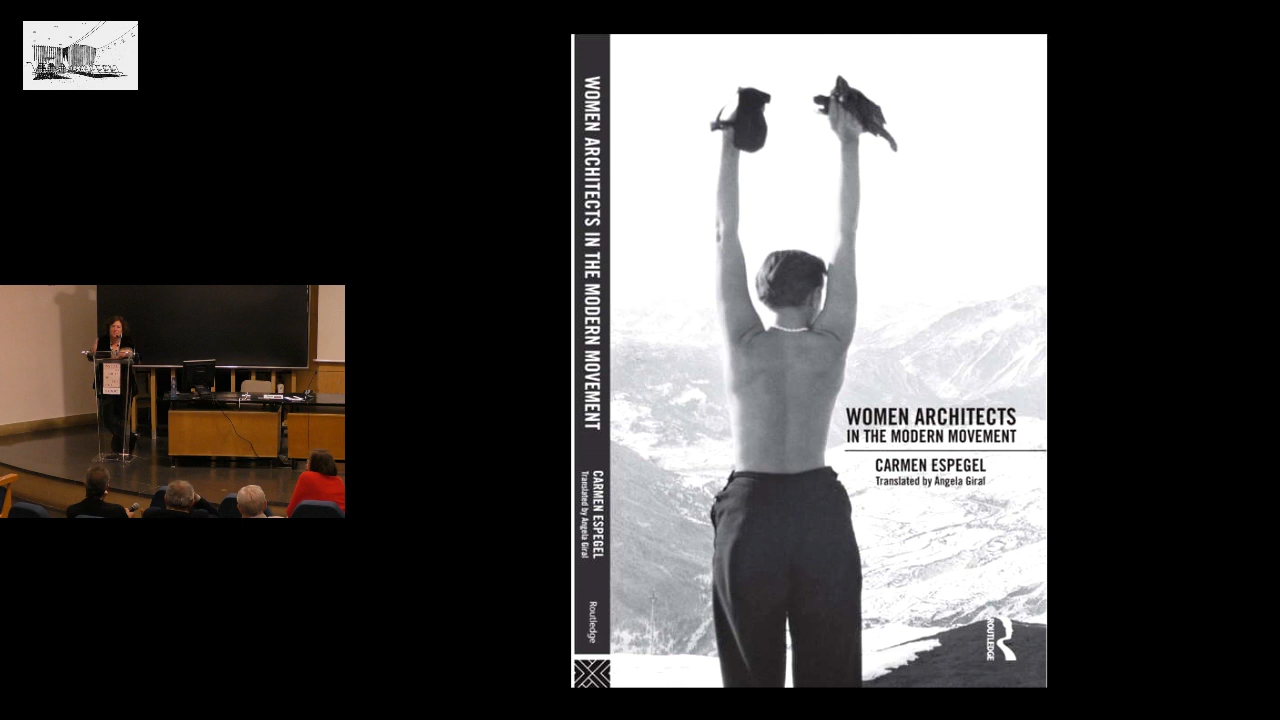 WOMEN ARCHITECTS IN THE MODERN MOVEMENT
CARMEN ESPEGEL
Translated by Angela Giral
Routledge
WOMEN ARCHITECTS
IN THE MODERN MOVEMENT
CARMEN ESPEGEL
Translated by Angela Giral
ROUTLEDGE